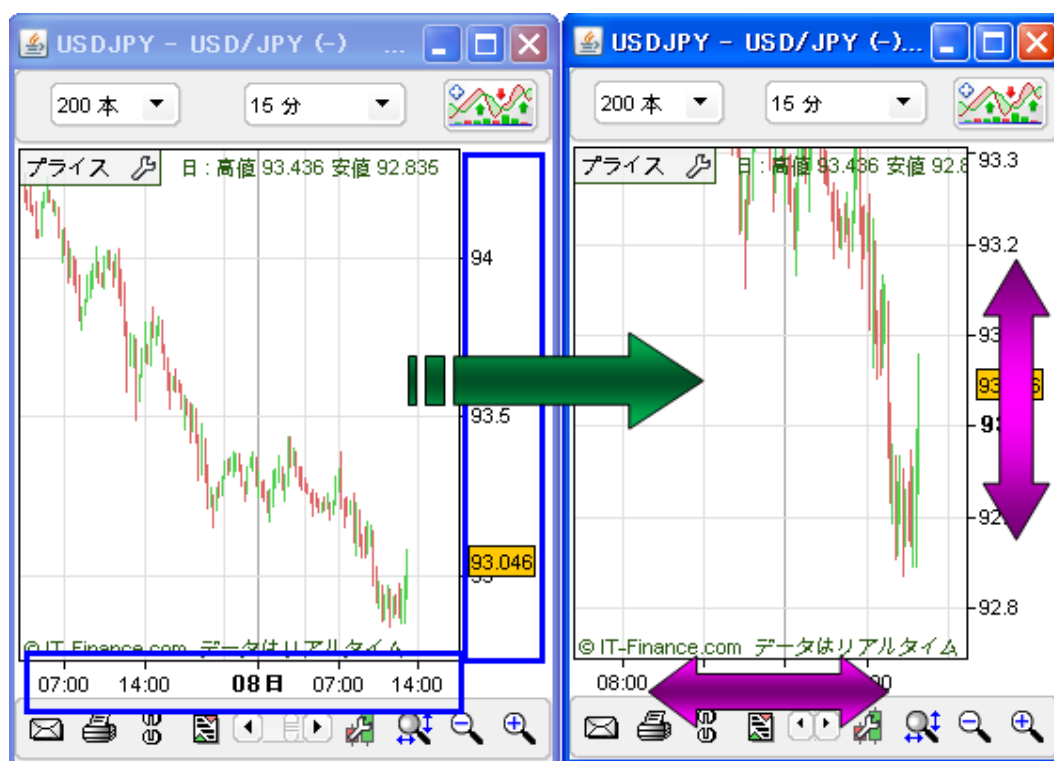 USDJPY - USD/JPY (-) ...
200 本
15 分
プライス
日 : 高値 93.436 安値 92.835
94
93.5
93.046
© IT-Finance.com データはリアルタイム
07:00 14:00 08日 07:00 14:00
USDJPY - USD/JPY (-)...
200 本
15 分
プライス
日 : 高値 93.436 安値 92.8
93.3
93.2
92.8
© IT-Finance.com データはリアルタイム
08:00